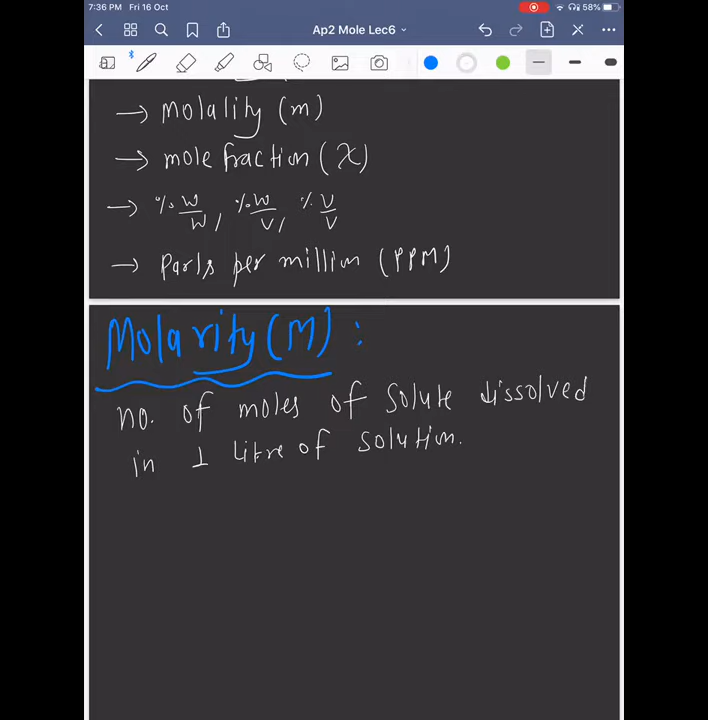 7:36 PM Fri 16 Oct 58%
Ap2 Mole Lec6
→ Molality (m)
→ mole fraction (χ)
→ % W/W, % W/V, % V/V
→ Parts per million (PPM)
Molarity (M) :
no. of moles of solute dissolved
in 1 litre of solution.